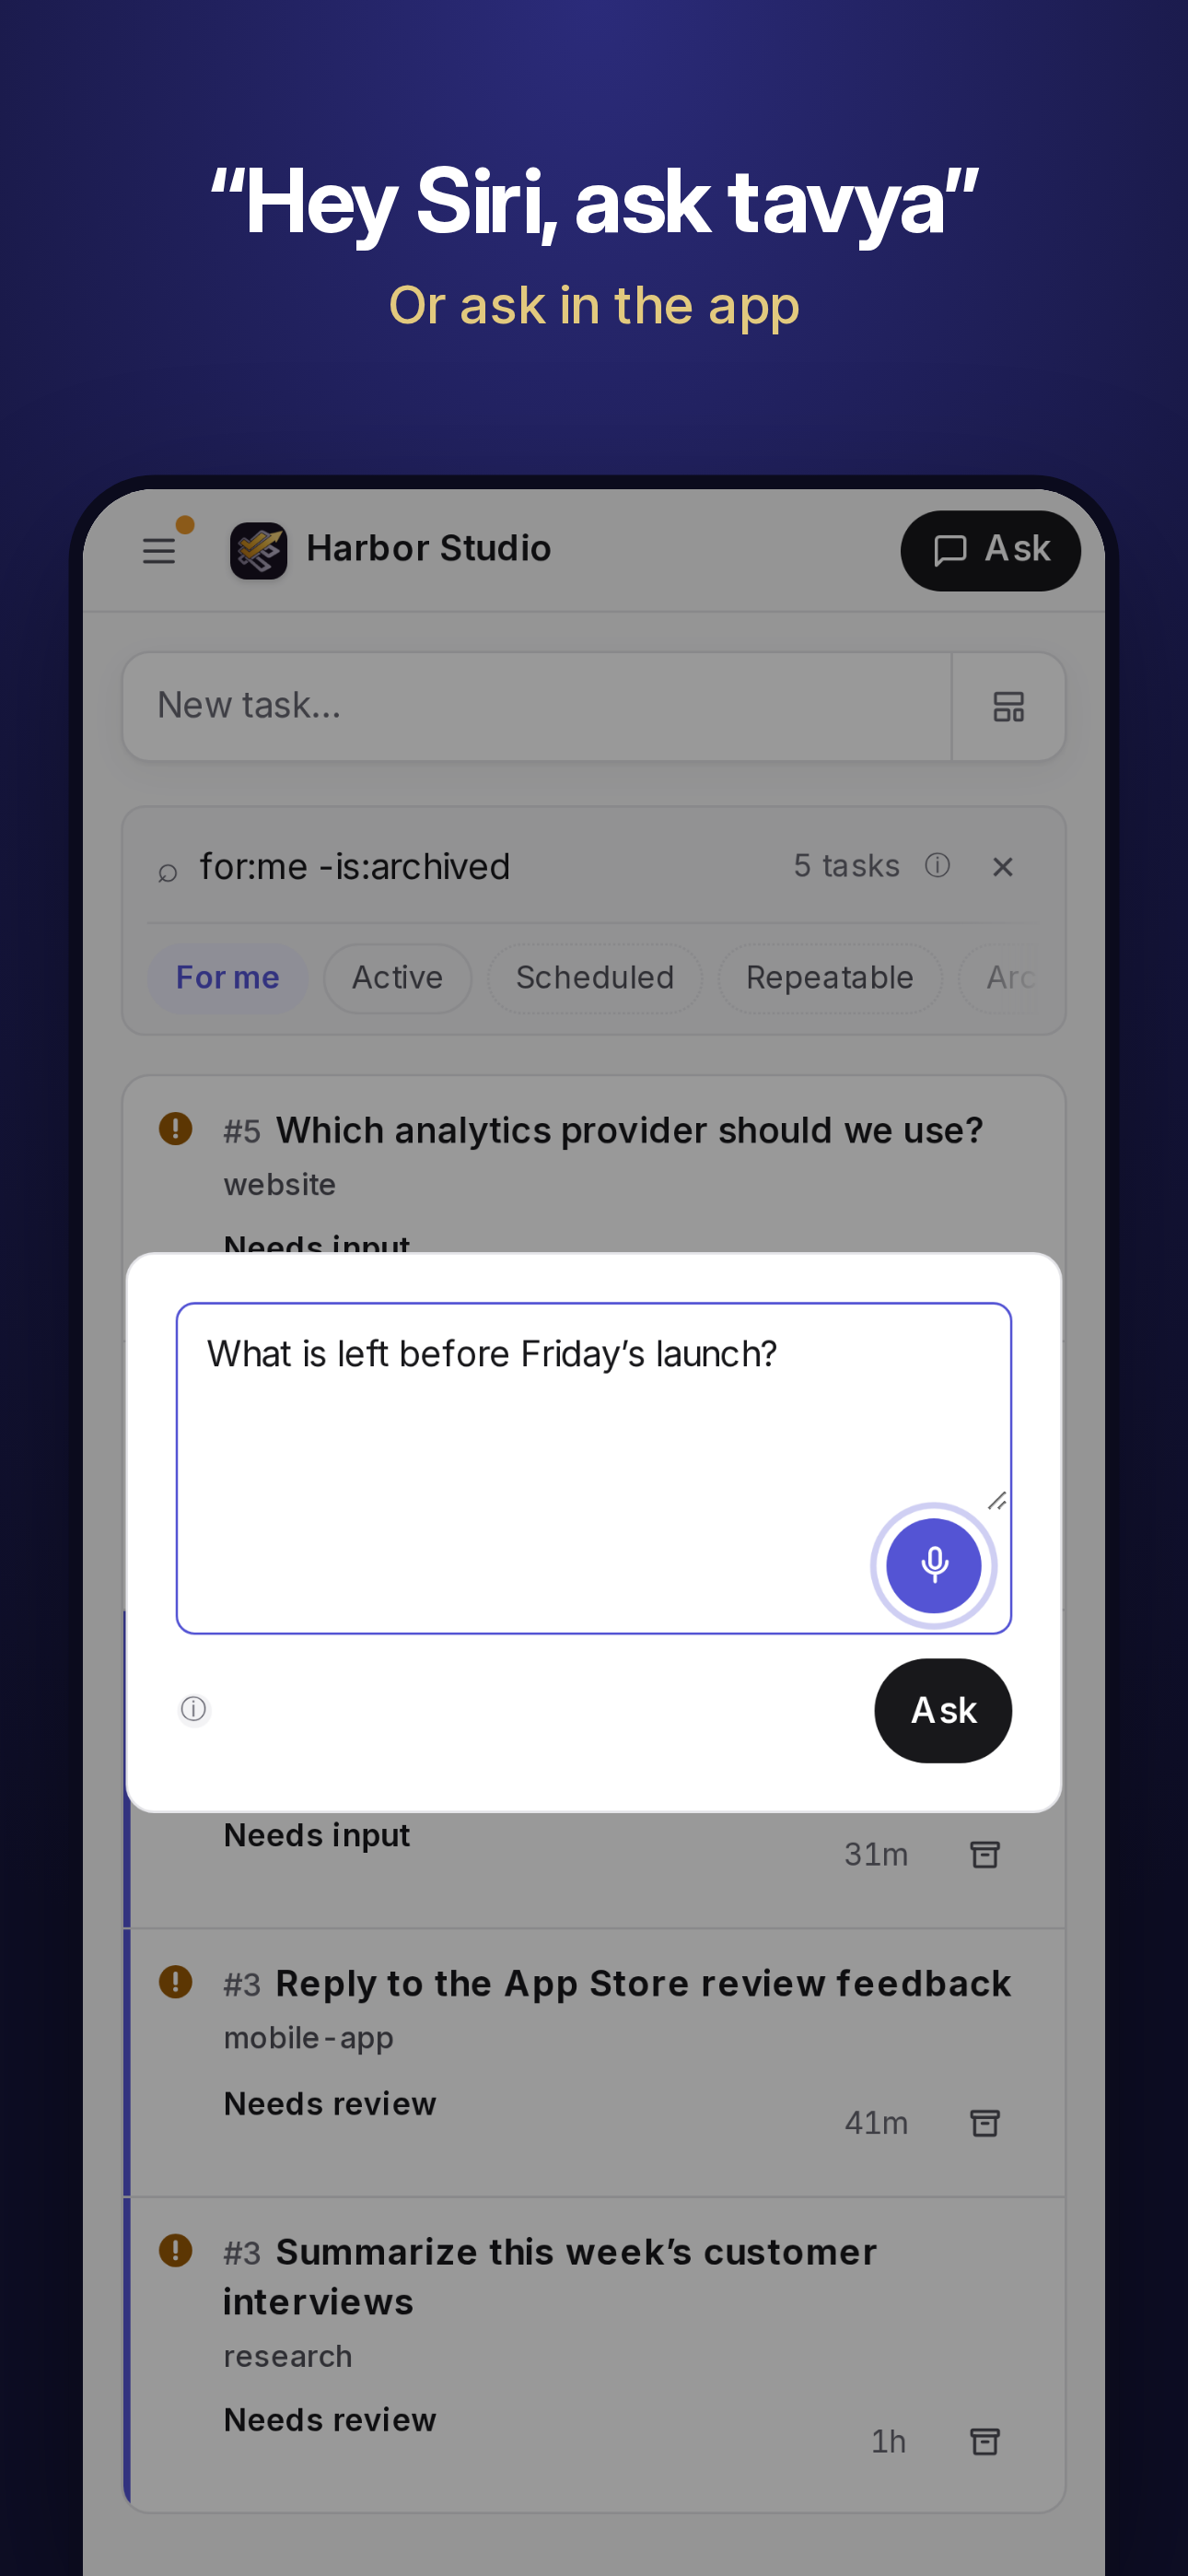 “Hey Siri, ask tavya”
Or ask in the app
Harbor Studio
Ask
New task...
for:me -is:archived
5 tasks
For me
Active
Scheduled
Repeatable
Arc
#5 Which analytics provider should we use?
website
Needs input
What is left before Friday’s launch?
Ask
Needs input
31m
#3 Reply to the App Store review feedback
mobile-app
Needs review
41m
#3 Summarize this week’s customer
interviews
research
Needs review
1h